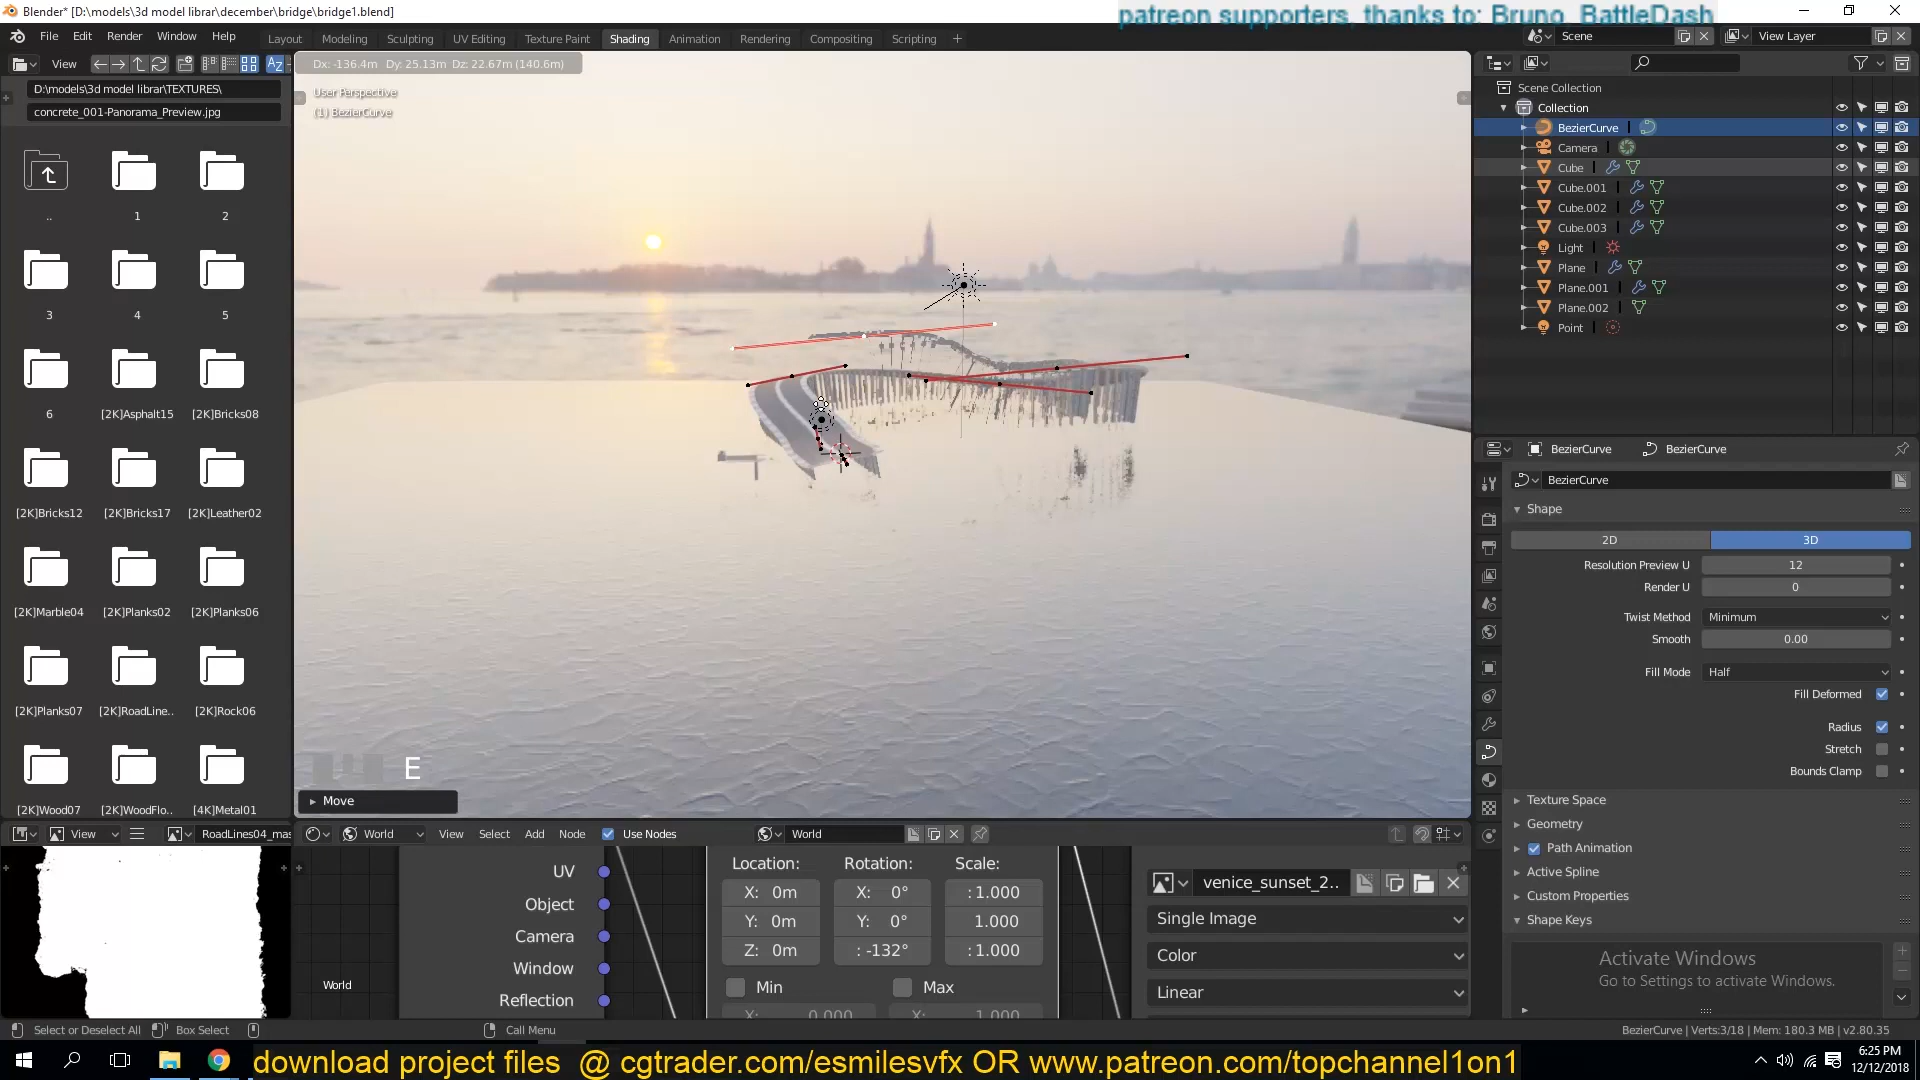 Blender* [D:\models\3d model librar\december\bridge\bridge1.blend]
patreon supporters, thanks to: Bruno, BattleDash
File Edit Render Window Help
Layout Modeling Sculpting UV Editing Texture Paint Shading Animation Rendering Compositing Scripting
Scene
View Layer
View
Dx: -136.4m Dy: 25.13m Dz: 22.67m (140.6m)
D:\models\3d model librar\TEXTURES\
concrete_001-Panorama_Preview.jpg
User Perspective
(1) BezierCurve
Scene Collection
Collection
BezierCurve
Camera
Cube
Cube.001
Cube.002
Cube.003
Light
Plane
Plane.001
Plane.002
Point
.. 1 2
3 4 5
6 [2K]Asphalt15 [2K]Bricks08
[2K]Bricks12 [2K]Bricks17 [2K]Leather02
[2K]Marble04 [2K]Planks02 [2K]Planks06
[2K]Planks07 [2K]RoadLine.. [2K]Rock06
[2K]Wood07 [2K]WoodFlo.. [4K]Metal01
BezierCurve BezierCurve
BezierCurve
Shape
2D 3D
Resolution Preview U 12
Render U 0
Twist Method Minimum
Smooth 0.00
Fill Mode Half
Fill Deformed
Radius
Stretch
Bounds Clamp
Texture Space
Geometry
Path Animation
Active Spline
Custom Properties
Shape Keys
E
Move
View
RoadLines04_mas
World View Select Add Node Use Nodes World
UV
Object
Camera
Window
Reflection
World
Location: Rotation: Scale:
X: 0m X: 0° :1.000
Y: 0m Y: 0° 1.000
Z: 0m : -132° :1.000
Min Max
X: 0.000 X: 1.000
venice_sunset_2..
Single Image
Color
Linear
Activate Windows
Go to Settings to activate Windows.
Select or Deselect All Box Select Call Menu
BezierCurve | Verts:3/18 | Mem: 180.3 MB | v2.80.35
download project files @ cgtrader.com/esmilesvfx OR www.patreon.com/topchannel1on1
6:25 PM
12/12/2018